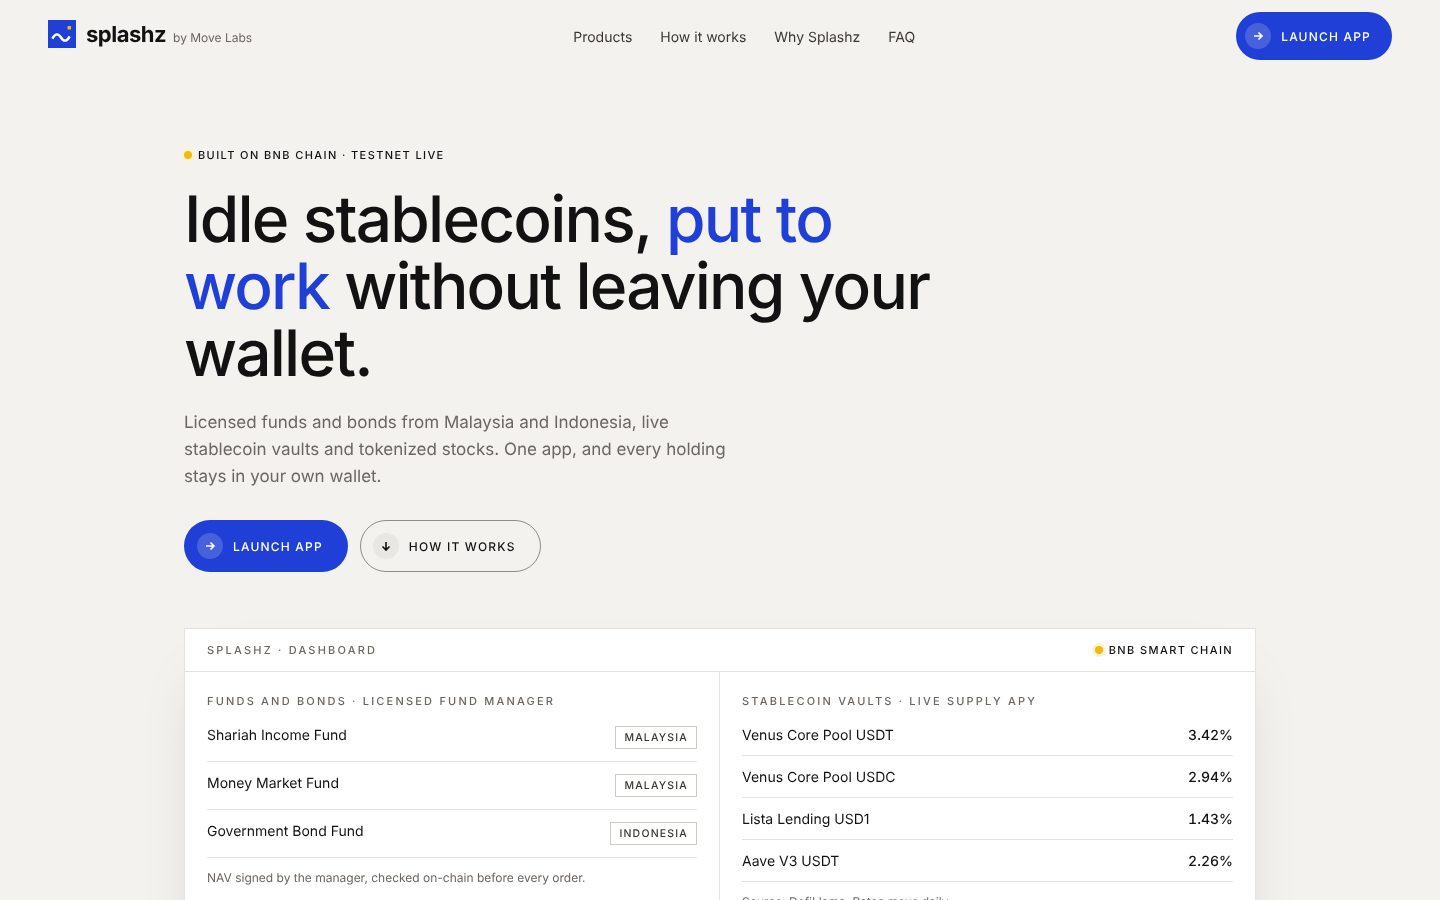 splashz by Move Labs
Products
How it works
Why Splashz
FAQ
LAUNCH APP
BUILT ON BNB CHAIN · TESTNET LIVE
Idle stablecoins, put to
work without leaving your
wallet.
Licensed funds and bonds from Malaysia and Indonesia, live
stablecoin vaults and tokenized stocks. One app, and every holding
stays in your own wallet.
LAUNCH APP
HOW IT WORKS
SPLASHZ · DASHBOARD
BNB SMART CHAIN
FUNDS AND BONDS · LICENSED FUND MANAGER
Shariah Income Fund MALAYSIA
Money Market Fund MALAYSIA
Government Bond Fund INDONESIA
NAV signed by the manager, checked on-chain before every order.
STABLECOIN VAULTS · LIVE SUPPLY APY
Venus Core Pool USDT 3.42%
Venus Core Pool USDC 2.94%
Lista Lending USD1 1.43%
Aave V3 USDT 2.26%